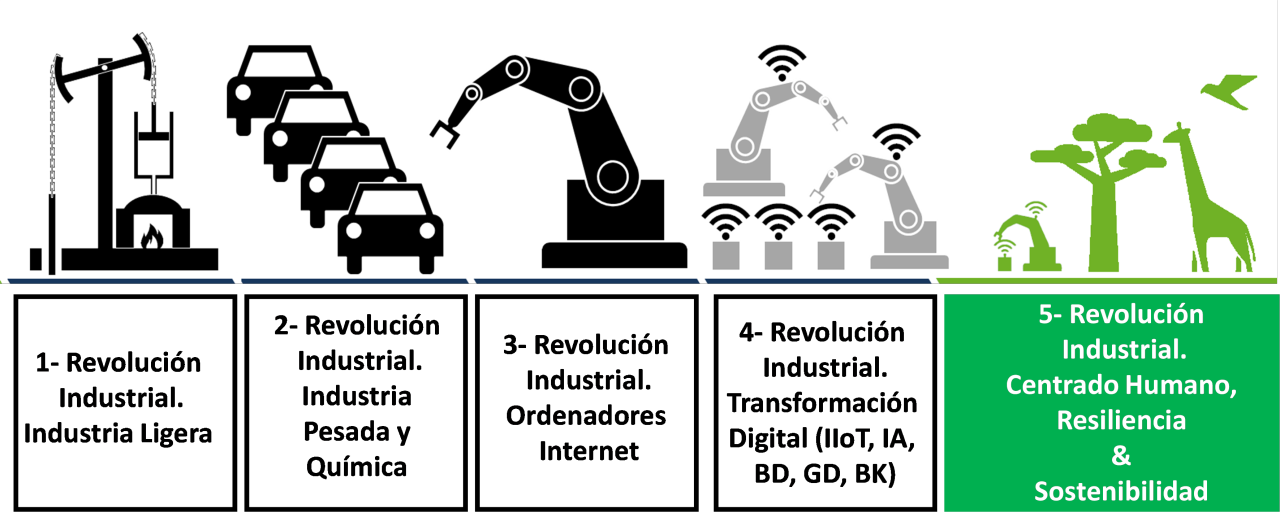 1- Revolución
Industrial.
Industria Ligera
2- Revolución
Industrial.
Industria
Pesada y
Química
3- Revolución
Industrial.
Ordenadores
Internet
4- Revolución
Industrial.
Transformación
Digital (IIoT, IA,
BD, GD, BK)
5- Revolución
Industrial.
Centrado Humano,
Resiliencia
&
Sostenibilidad